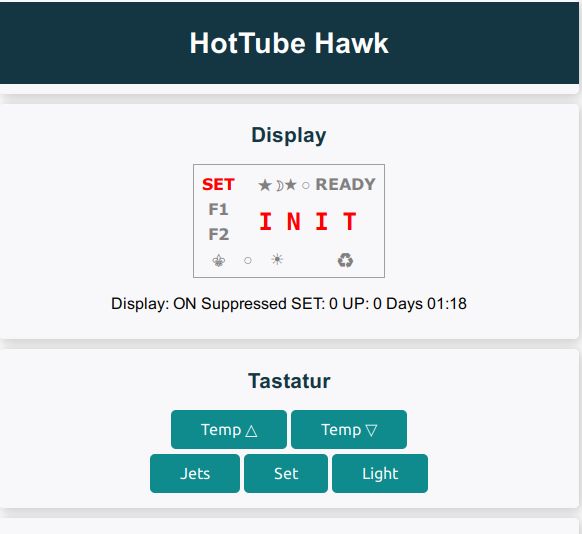 HotTube Hawk
Display
SET ★☽★ ○ READY
F1
I N I T
F2
⚘ ○ ☀ ♻
Display: ON Suppressed SET: 0 UP: 0 Days 01:18
Tastatur
Temp △ Temp ▽
Jets Set Light